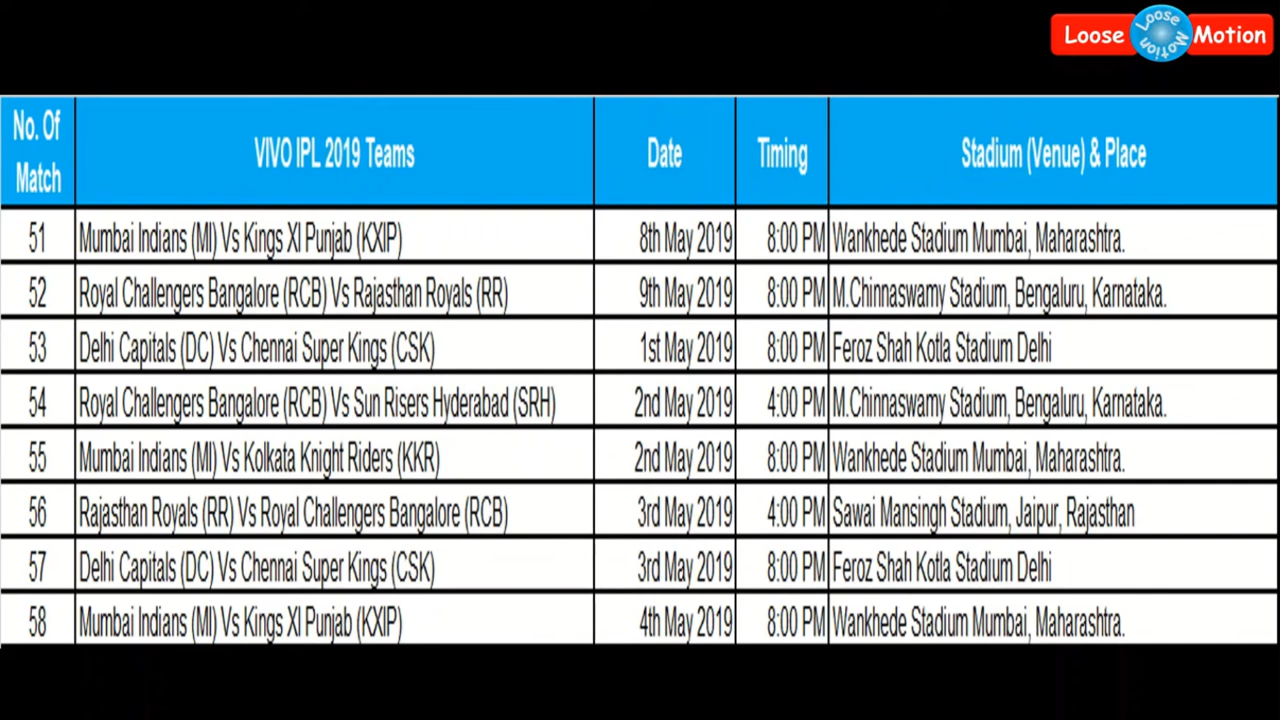 Loose Loose Motion Motion
No. Of Match VIVO IPL 2019 Teams Date Timing Stadium (Venue) & Place
51 Mumbai Indians (MI) Vs Kings XI Punjab (KXIP) 8th May 2019 8:00 PM Wankhede Stadium Mumbai, Maharashtra.
52 Royal Challengers Bangalore (RCB) Vs Rajasthan Royals (RR) 9th May 2019 8:00 PM M.Chinnaswamy Stadium, Bengaluru, Karnataka.
53 Delhi Capitals (DC) Vs Chennai Super Kings (CSK) 1st May 2019 8:00 PM Feroz Shah Kotla Stadium Delhi
54 Royal Challengers Bangalore (RCB) Vs Sun Risers Hyderabad (SRH) 2nd May 2019 4:00 PM M.Chinnaswamy Stadium, Bengaluru, Karnataka.
55 Mumbai Indians (MI) Vs Kolkata Knight Riders (KKR) 2nd May 2019 8:00 PM Wankhede Stadium Mumbai, Maharashtra.
56 Rajasthan Royals (RR) Vs Royal Challengers Bangalore (RCB) 3rd May 2019 4:00 PM Sawai Mansingh Stadium, Jaipur, Rajasthan
57 Delhi Capitals (DC) Vs Chennai Super Kings (CSK) 3rd May 2019 8:00 PM Feroz Shah Kotla Stadium Delhi
58 Mumbai Indians (MI) Vs Kings XI Punjab (KXIP) 4th May 2019 8:00 PM Wankhede Stadium Mumbai, Maharashtra.